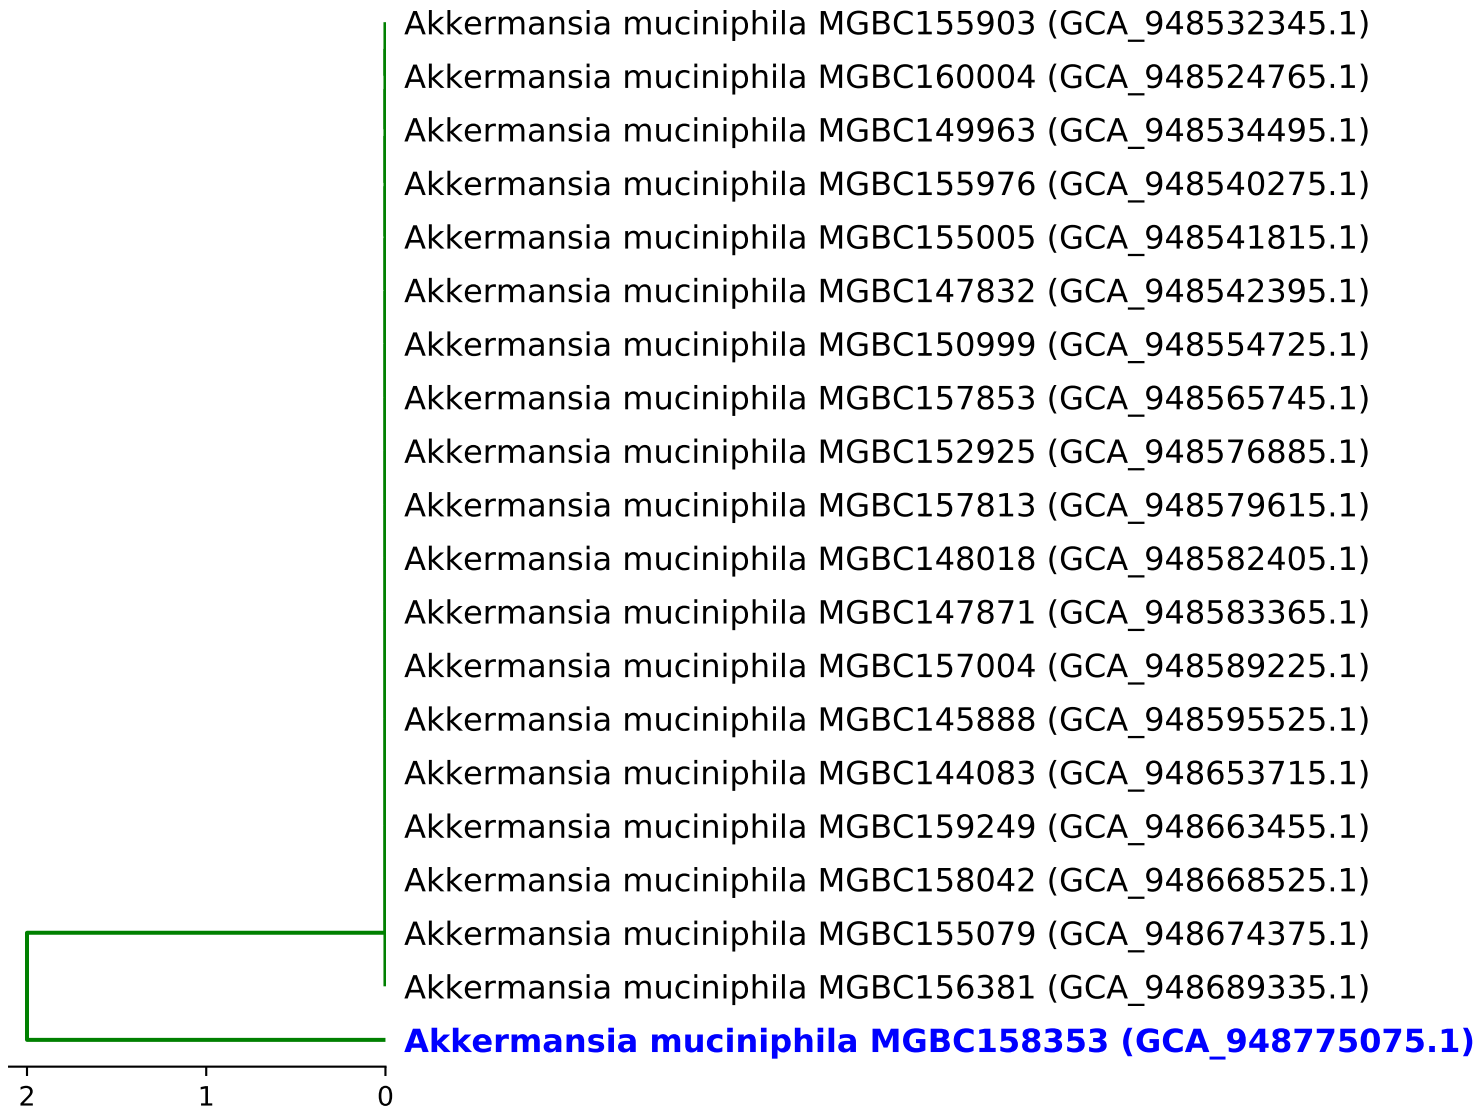 Akkermansia muciniphila MGBC155903 (GCA_948532345.1)
Akkermansia muciniphila MGBC160004 (GCA_948524765.1)
Akkermansia muciniphila MGBC149963 (GCA_948534495.1)
Akkermansia muciniphila MGBC155976 (GCA_948540275.1)
Akkermansia muciniphila MGBC155005 (GCA_948541815.1)
Akkermansia muciniphila MGBC147832 (GCA_948542395.1)
Akkermansia muciniphila MGBC150999 (GCA_948554725.1)
Akkermansia muciniphila MGBC157853 (GCA_948565745.1)
Akkermansia muciniphila MGBC152925 (GCA_948576885.1)
Akkermansia muciniphila MGBC157813 (GCA_948579615.1)
Akkermansia muciniphila MGBC148018 (GCA_948582405.1)
Akkermansia muciniphila MGBC147871 (GCA_948583365.1)
Akkermansia muciniphila MGBC157004 (GCA_948589225.1)
Akkermansia muciniphila MGBC145888 (GCA_948595525.1)
Akkermansia muciniphila MGBC144083 (GCA_948653715.1)
Akkermansia muciniphila MGBC159249 (GCA_948663455.1)
Akkermansia muciniphila MGBC158042 (GCA_948668525.1)
Akkermansia muciniphila MGBC155079 (GCA_948674375.1)
Akkermansia muciniphila MGBC156381 (GCA_948689335.1)
Akkermansia muciniphila MGBC158353 (GCA_948775075.1)
2 1 0